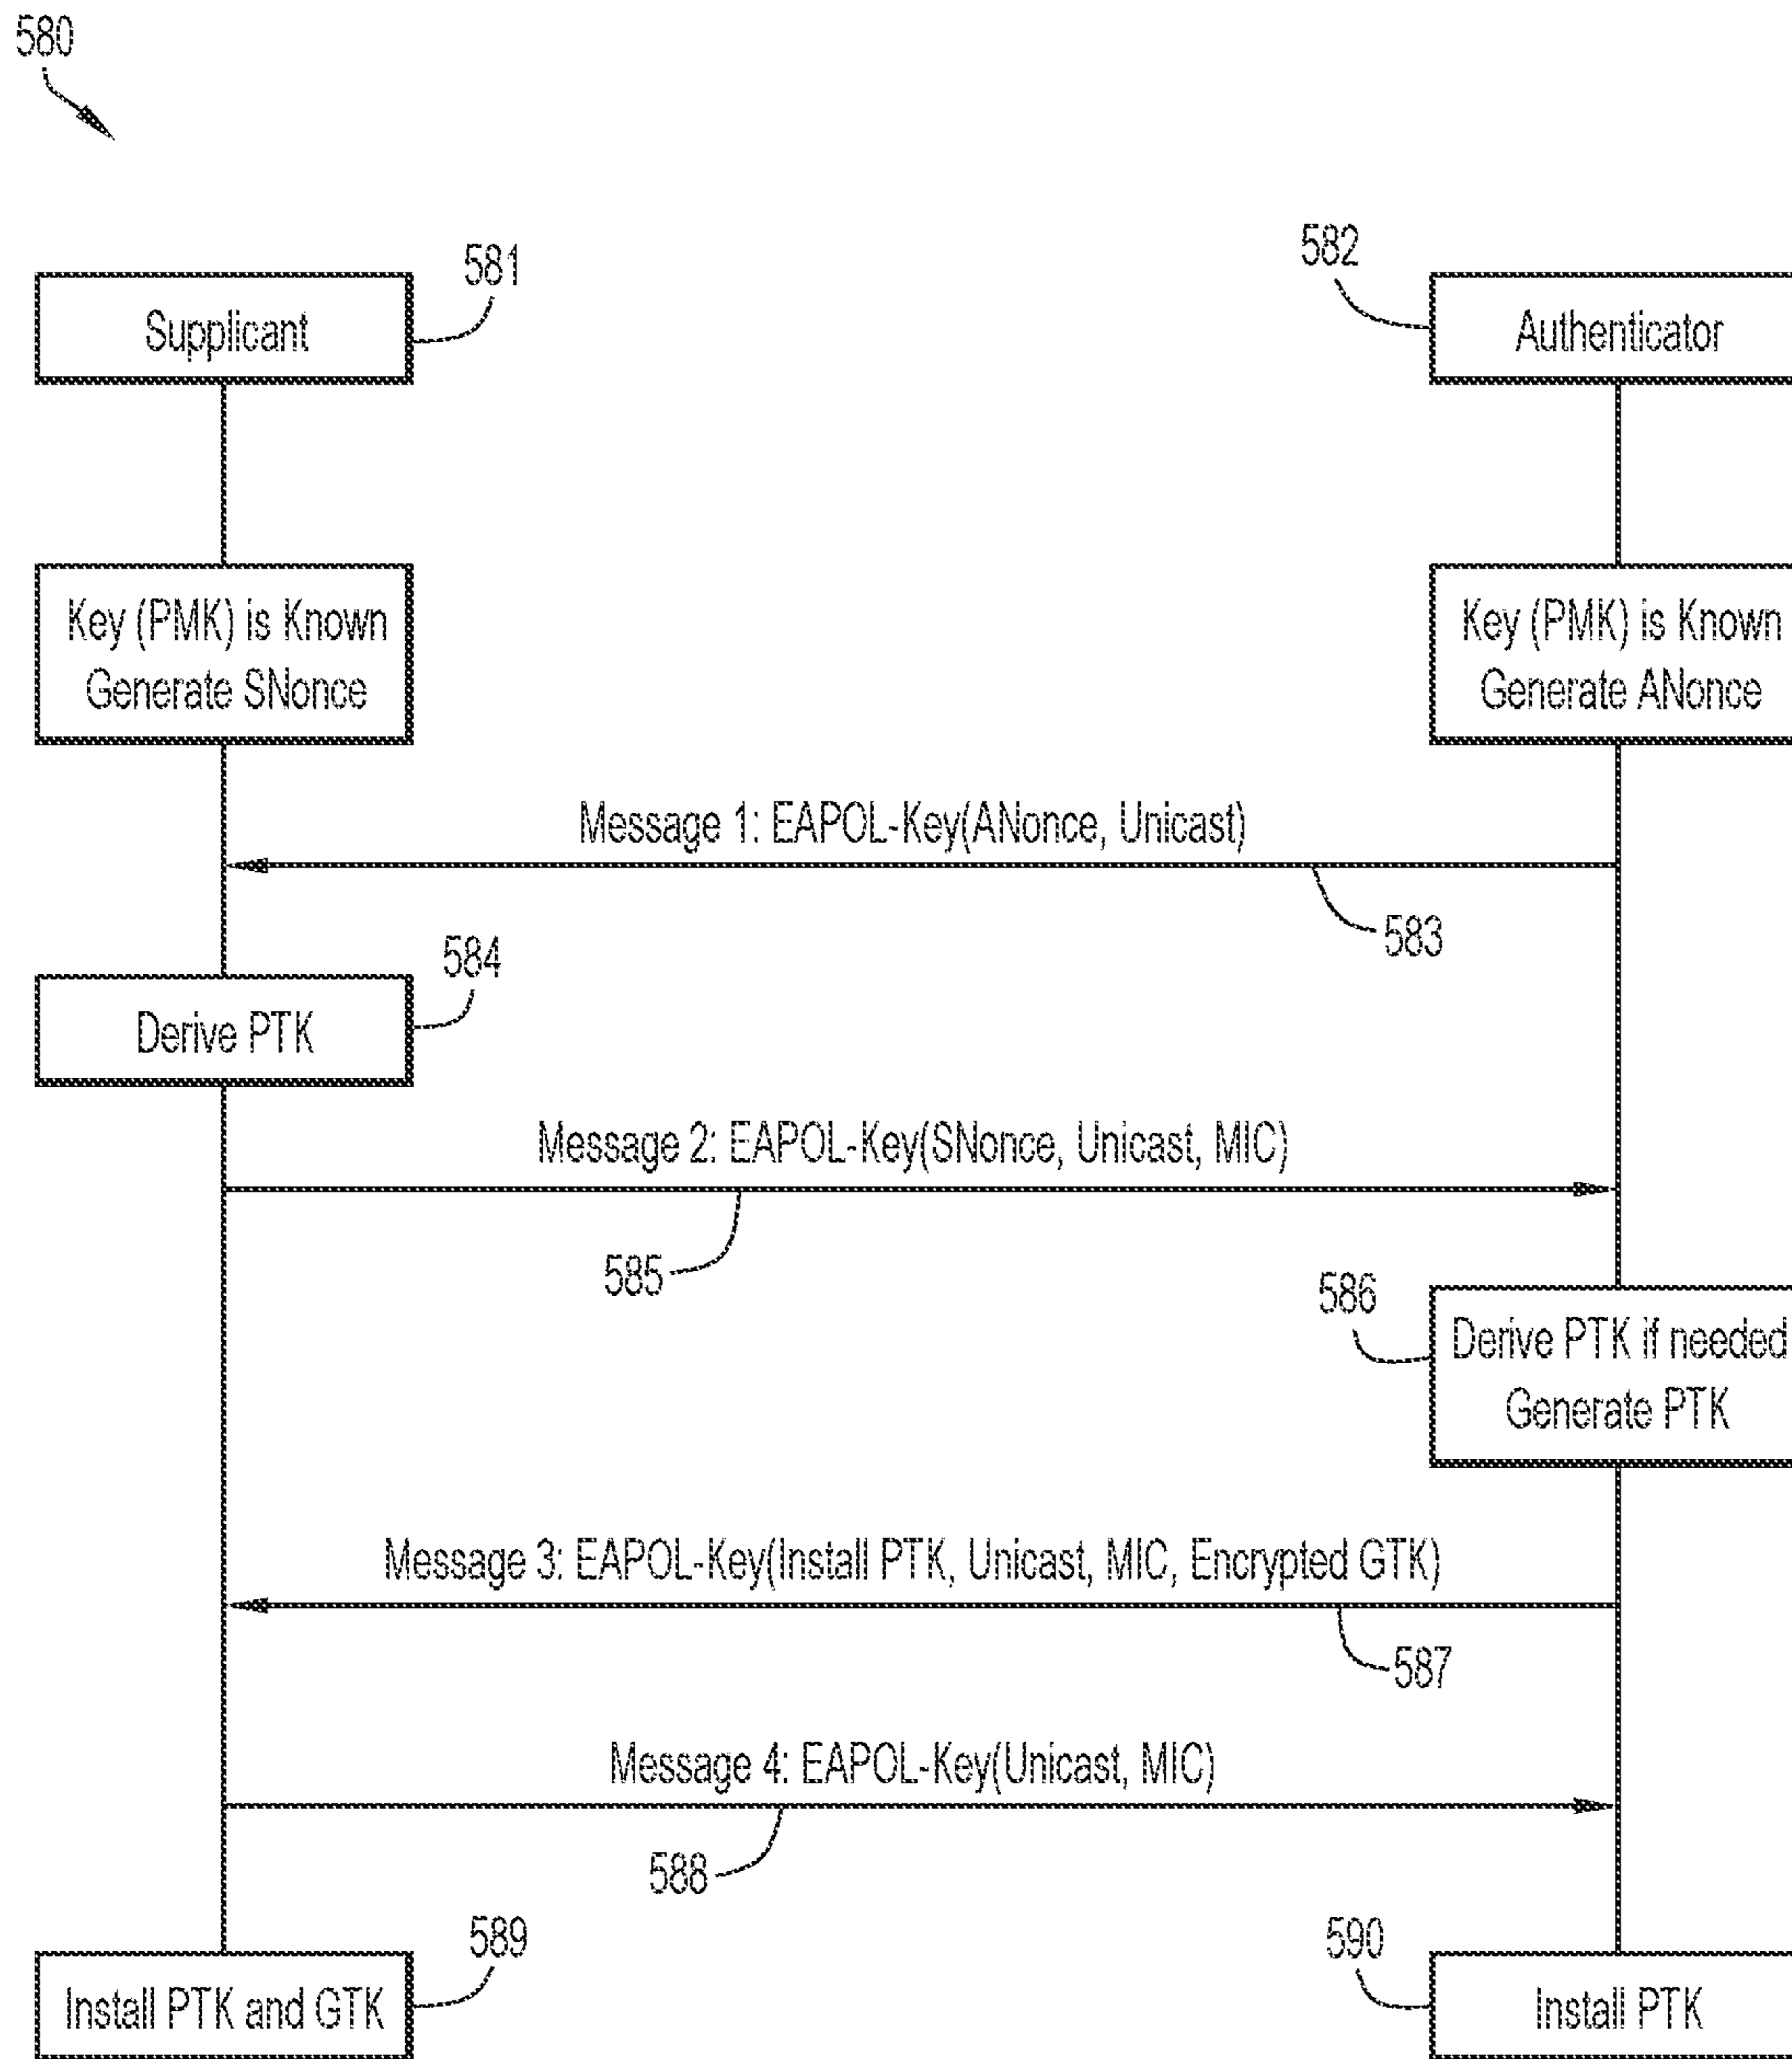 580
581
582
Supplicant
Authenticator
Key (PMK) is Known
Generate SNonce
Key (PMK) is Known
Generate ANonce
Message 1: EAPOL-Key(ANonce, Unicast)
583
584
Derive PTK
Message 2: EAPOL-Key(SNonce, Unicast, MIC)
585
586
Derive PTK if needed
Generate PTK
Message 3: EAPOL-Key(Install PTK, Unicast, MIC, Encrypted GTK)
587
Message 4: EAPOL-Key(Unicast, MIC)
588
589
590
Install PTK and GTK
Install PTK